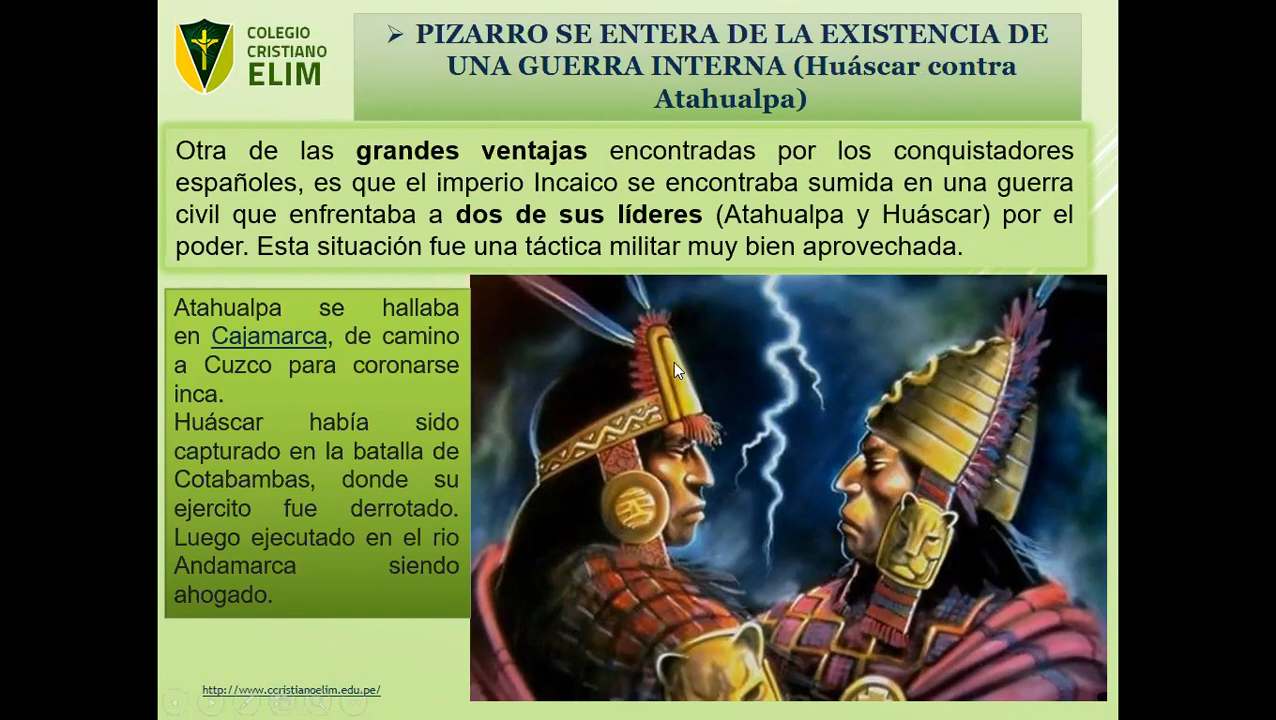 COLEGIO
CRISTIANO
ELIM
➢ PIZARRO SE ENTERA DE LA EXISTENCIA DE
UNA GUERRA INTERNA (Huáscar contra
Atahualpa)
Otra de las grandes ventajas encontradas por los conquistadores
españoles, es que el imperio Incaico se encontraba sumida en una guerra
civil que enfrentaba a dos de sus líderes (Atahualpa y Huáscar) por el
poder. Esta situación fue una táctica militar muy bien aprovechada.
Atahualpa se hallaba
en Cajamarca, de camino
a Cuzco para coronarse
inca.
Huáscar había sido
capturado en la batalla de
Cotabambas, donde su
ejercito fue derrotado.
Luego ejecutado en el rio
Andamarca siendo
ahogado.
http://www.ccristianoelim.edu.pe/